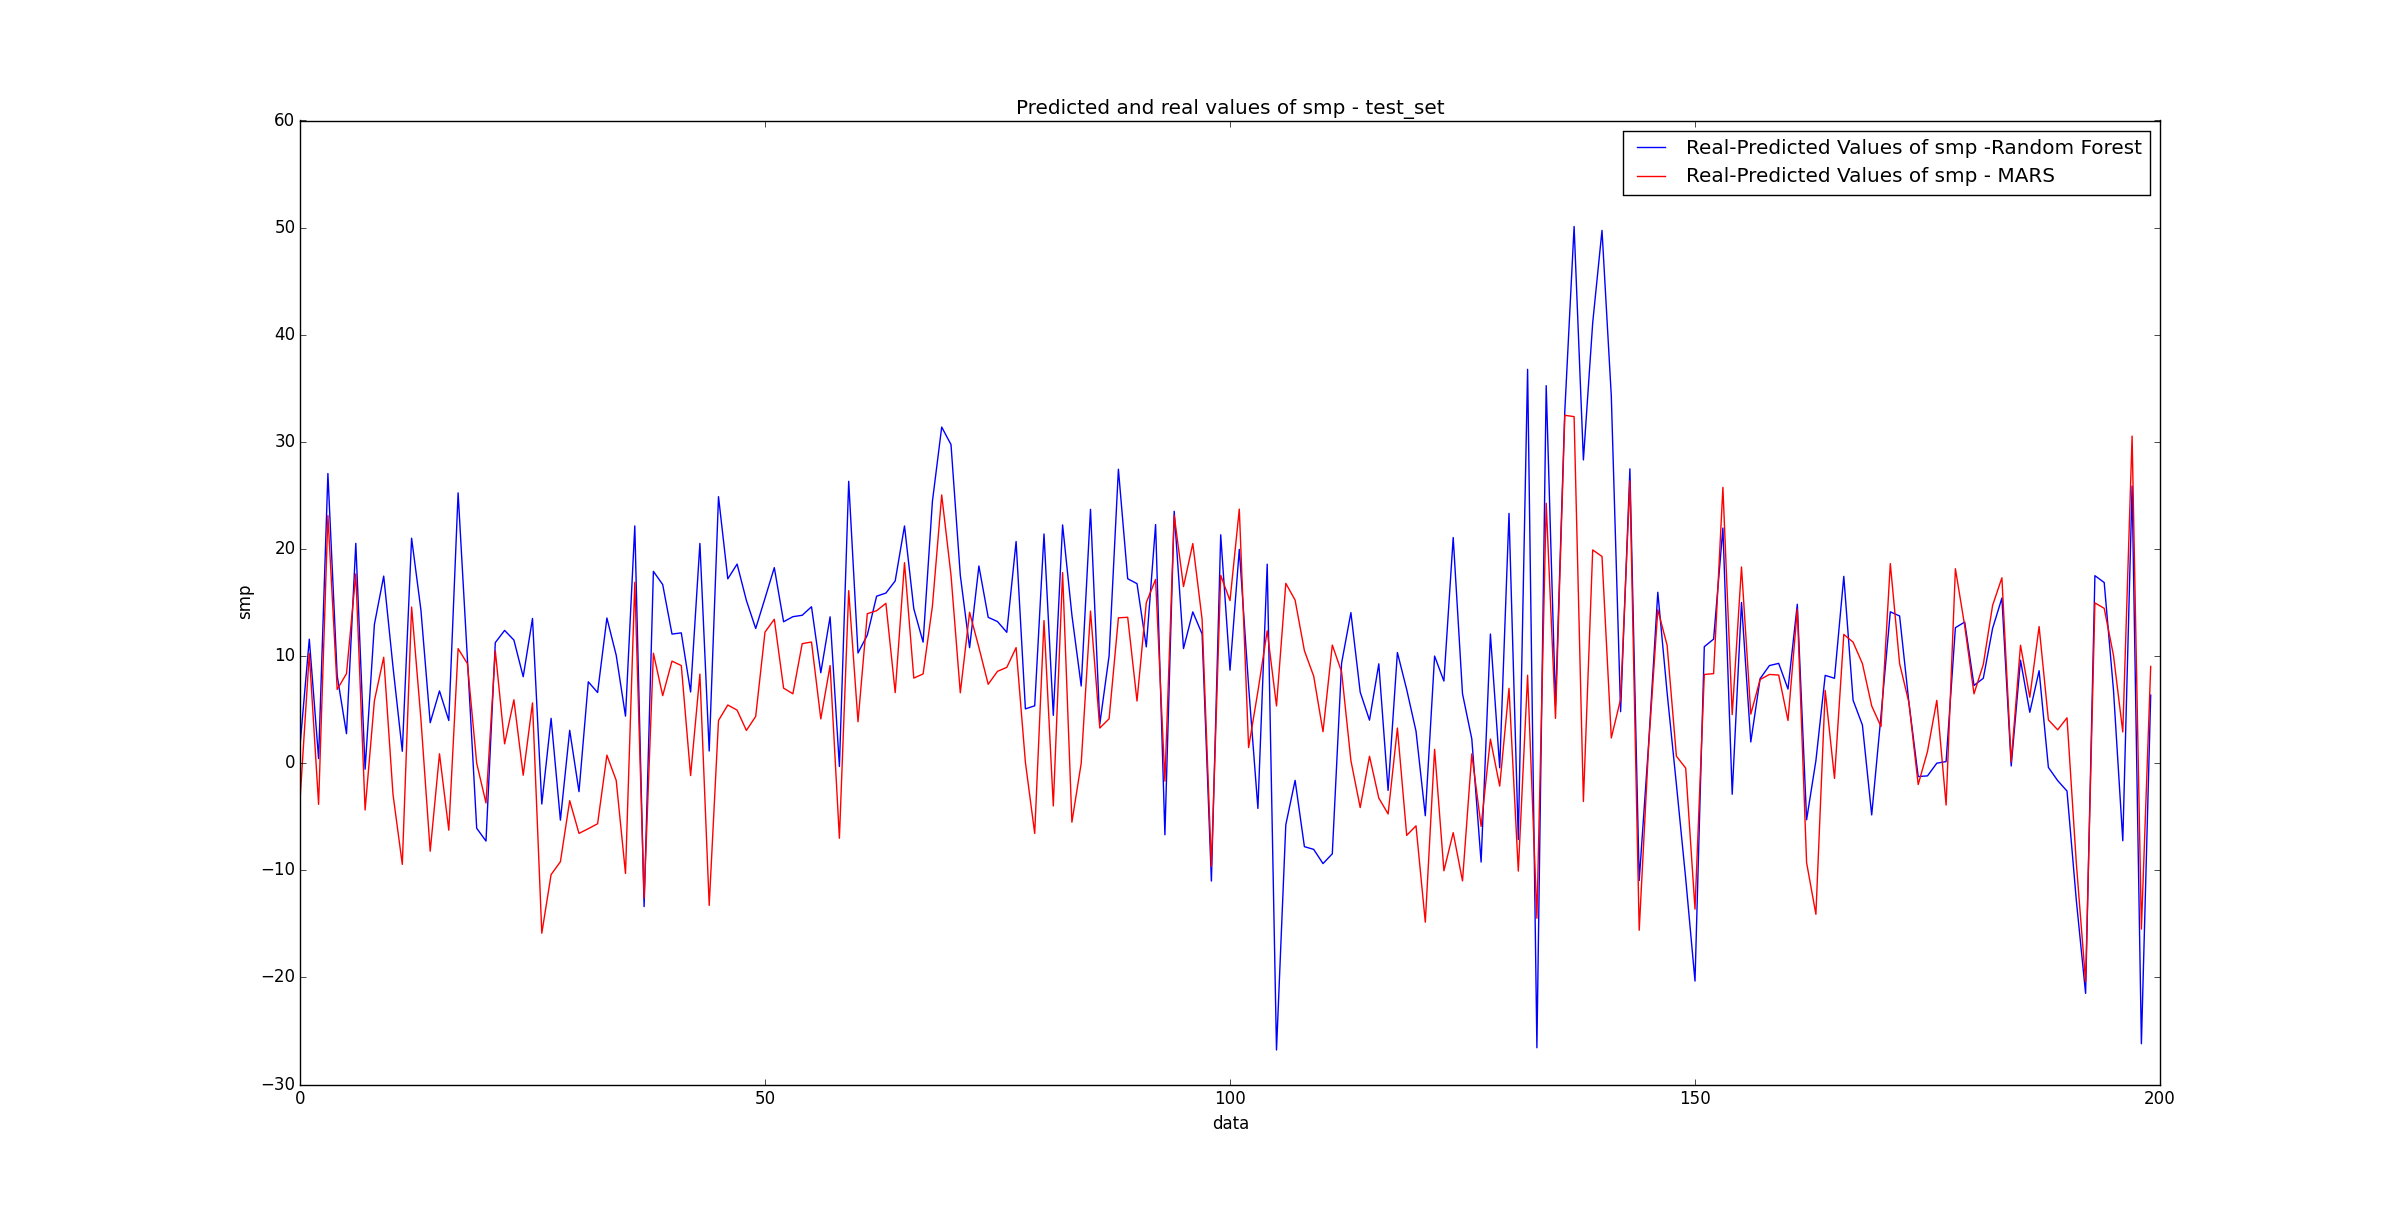 Predicted and real values of smp - test_set
60
50
40
30
20
10
0
−10
−20
−30
smp
Real-Predicted Values of smp -Random Forest
Real-Predicted Values of smp - MARS
0 50 100 150 200
data